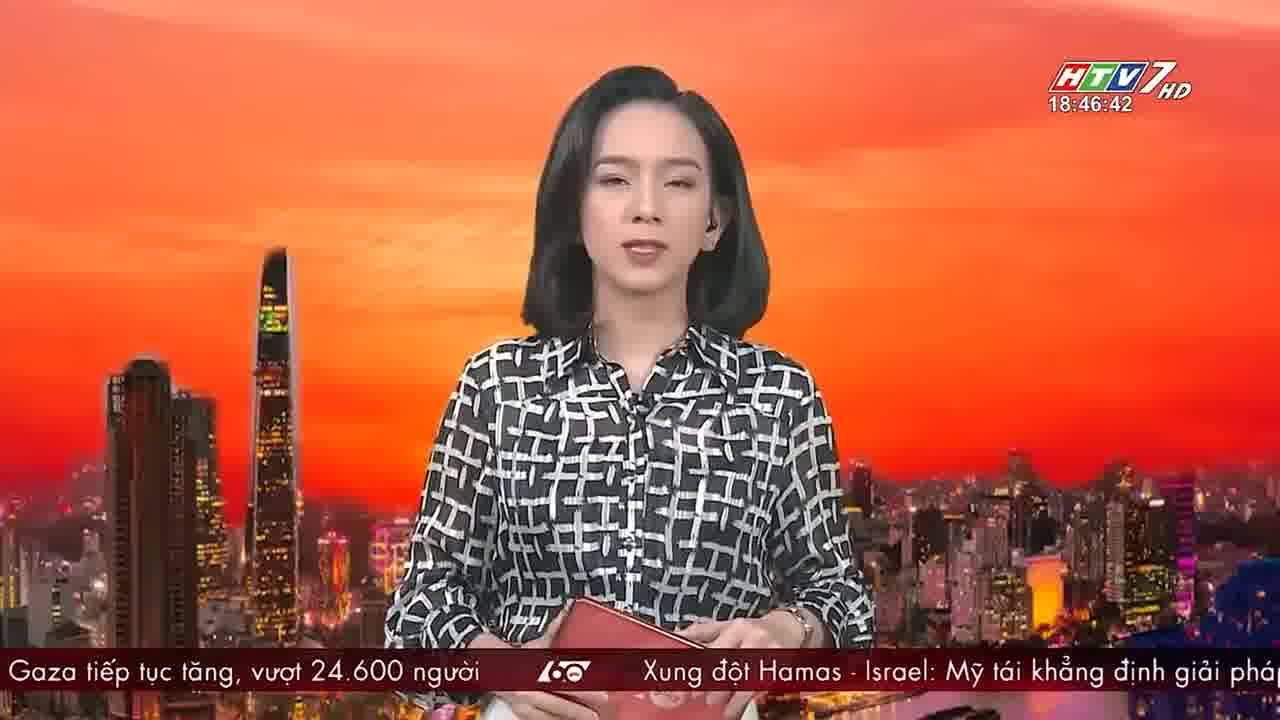 HTV7 HD
18:46:42
Gaza tiếp tục tăng, vượt 24.600 người 60 Xung đột Hamas - Israel: Mỹ tái khẳng định giải pháp